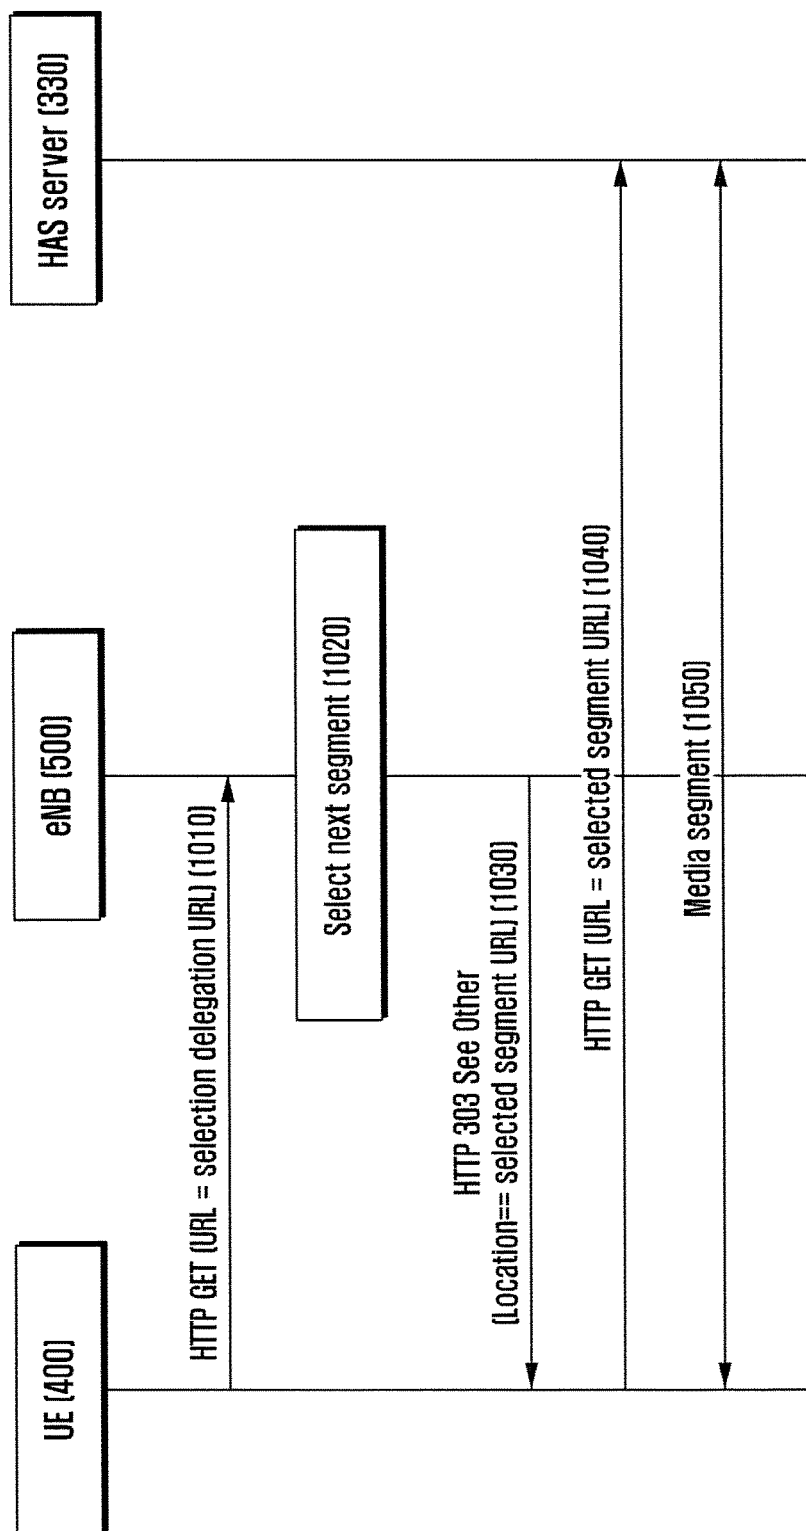 UE (400)
eNB (500)
HAS server (330)
HTTP GET (URL = selection delegation URL) (1010)
Select next segment (1020)
HTTP 303 See Other
(Location== selected segment URL) (1030)
HTTP GET (URL = selected segment URL) (1040)
Media segment (1050)